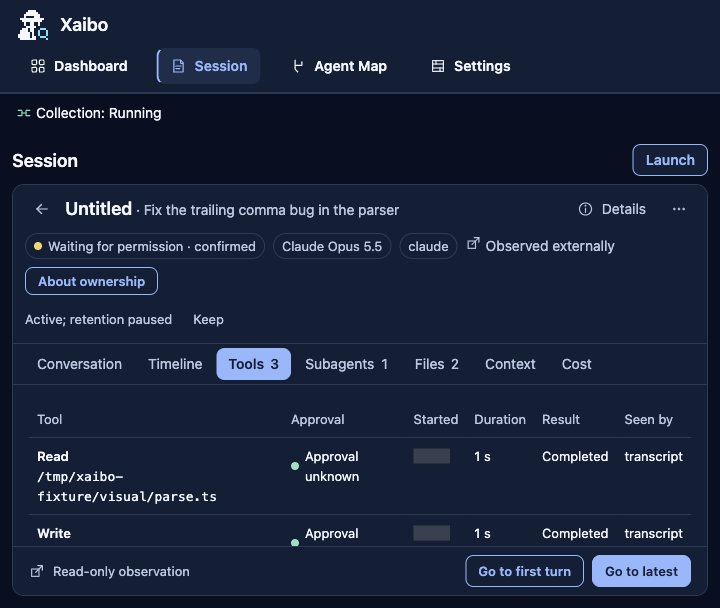 Xaibo
Dashboard Session Agent Map Settings
Collection: Running
Session Launch
Untitled · Fix the trailing comma bug in the parser Details
Waiting for permission · confirmed Claude Opus 5.5 claude Observed externally
About ownership
Active; retention paused Keep
Conversation Timeline Tools 3 Subagents 1 Files 2 Context Cost
Tool Approval Started Duration Result Seen by
Read Approval 1 s Completed transcript
/tmp/xaibo- unknown
fixture/visual/parse.ts
Write Approval 1 s Completed transcript
Read-only observation Go to first turn Go to latest